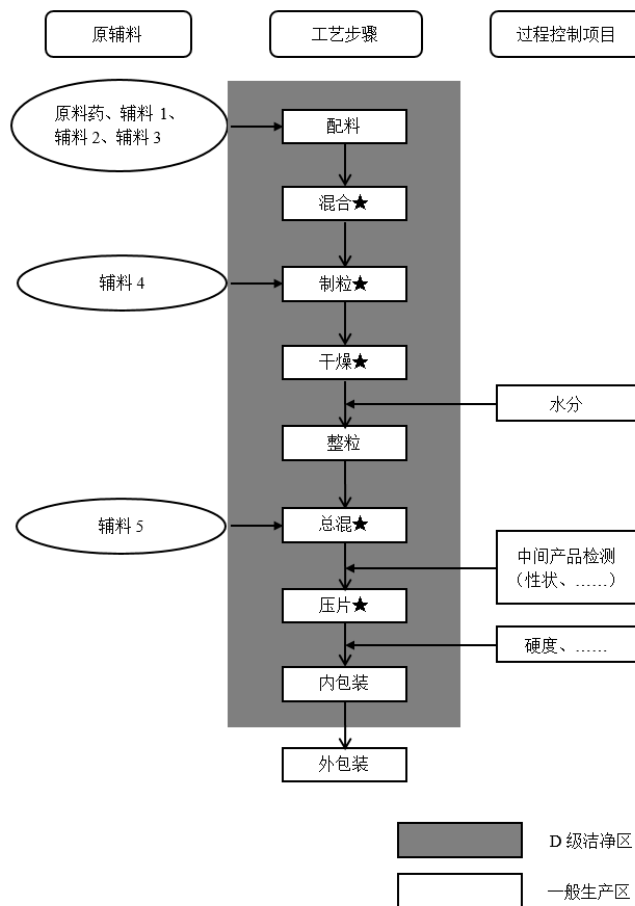 原辅料
工艺步骤
过程控制项目
原料药、辅料 1、
辅料 2、辅料 3
配料
混合★
辅料 4
制粒★
干燥★
水分
整粒
辅料 5
总混★
中间产品检测
（性状、……）
压片★
硬度、……
内包装
外包装
D 级洁净区
一般生产区